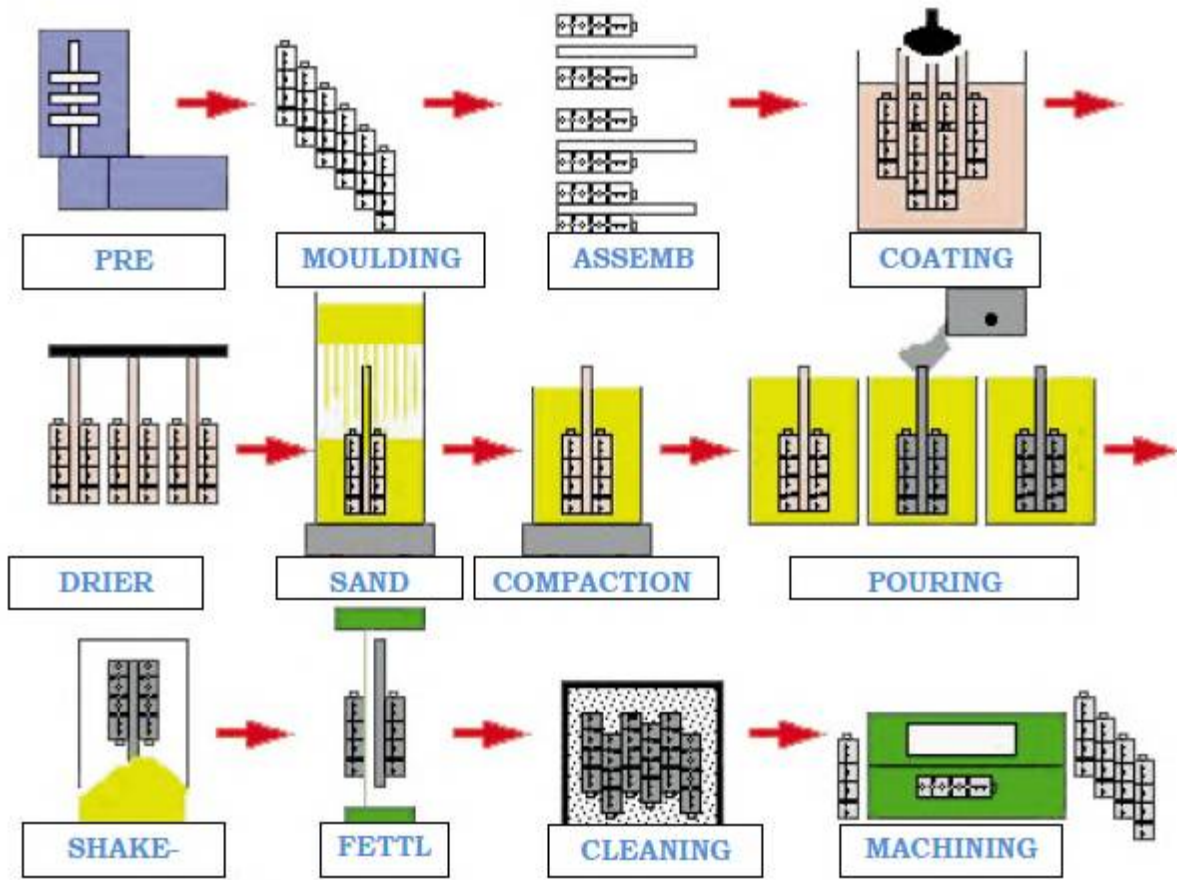 PRE
MOULDING
ASSEMB
COATING
DRIER
SAND
COMPACTION
POURING
SHAKE-
FETTL
CLEANING
MACHINING